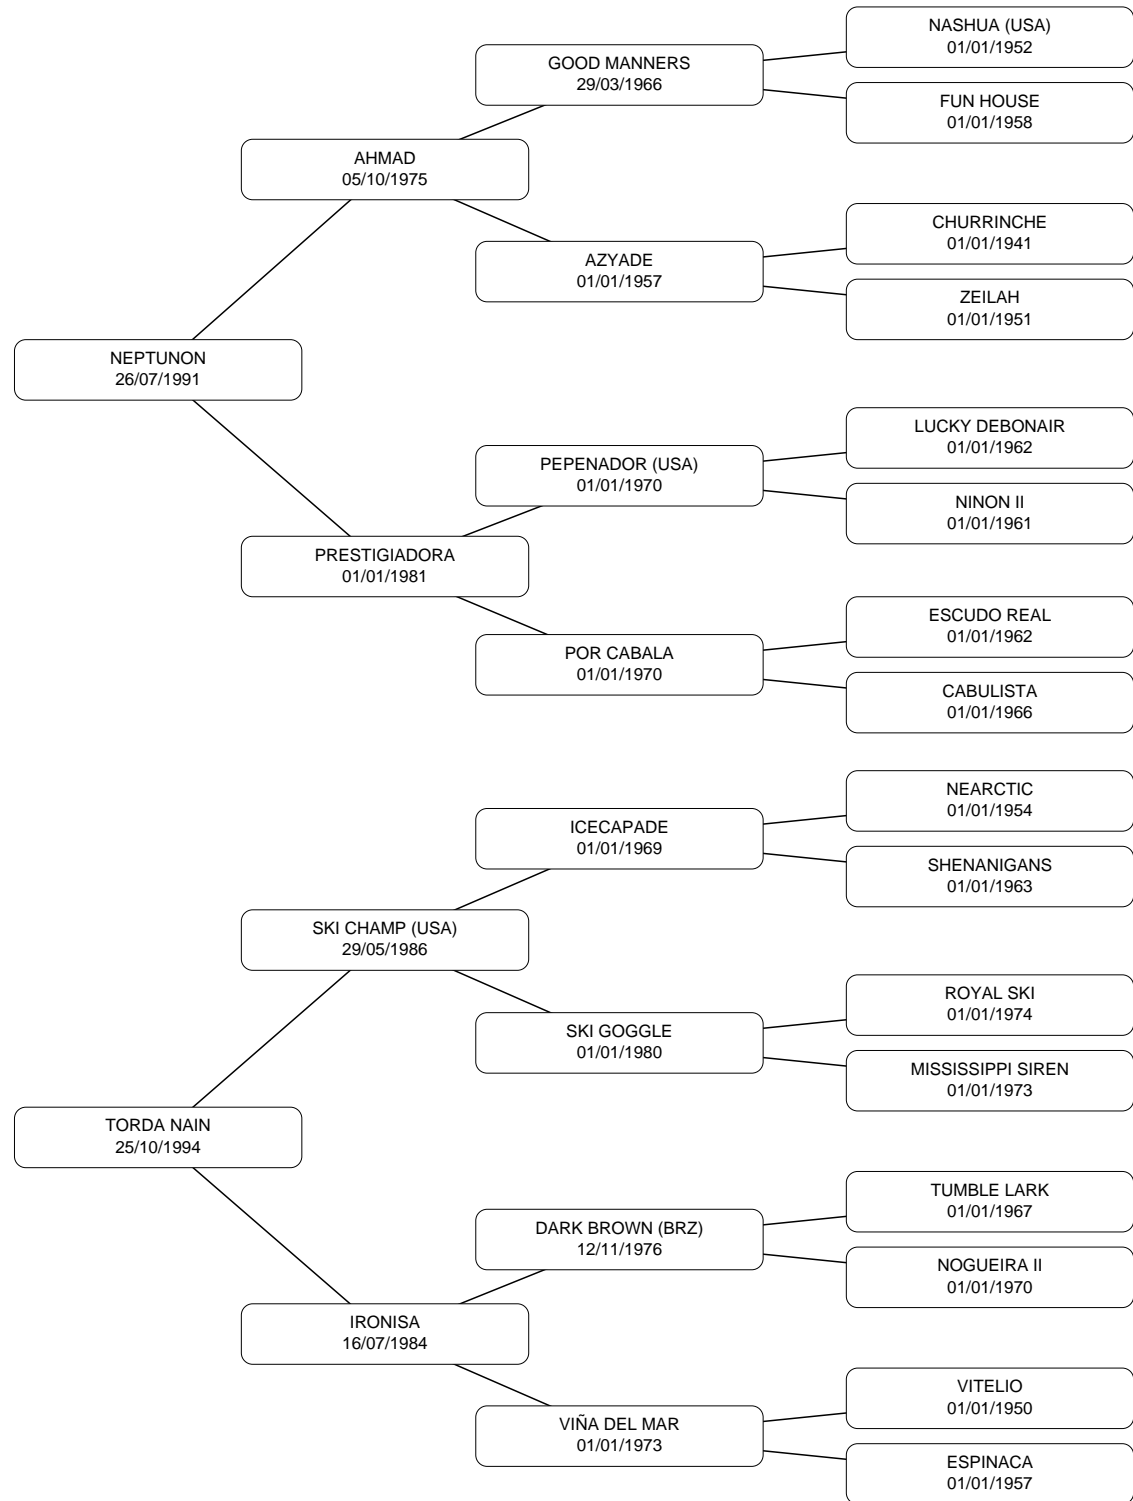 NASHUA (USA)
01/01/1952
GOOD MANNERS
29/03/1966
FUN HOUSE
01/01/1958
AHMAD
05/10/1975
CHURRINCHE
01/01/1941
AZYADE
01/01/1957
ZEILAH
01/01/1951
NEPTUNON
26/07/1991
LUCKY DEBONAIR
01/01/1962
PEPENADOR (USA)
01/01/1970
NINON II
01/01/1961
PRESTIGIADORA
01/01/1981
ESCUDO REAL
01/01/1962
POR CABALA
01/01/1970
CABULISTA
01/01/1966
NEARCTIC
01/01/1954
ICECAPADE
01/01/1969
SHENANIGANS
01/01/1963
SKI CHAMP (USA)
29/05/1986
ROYAL SKI
01/01/1974
SKI GOGGLE
01/01/1980
MISSISSIPPI SIREN
01/01/1973
TORDA NAIN
25/10/1994
TUMBLE LARK
01/01/1967
DARK BROWN (BRZ)
12/11/1976
NOGUEIRA II
01/01/1970
IRONISA
16/07/1984
VITELIO
01/01/1950
VIÑA DEL MAR
01/01/1973
ESPINACA
01/01/1957